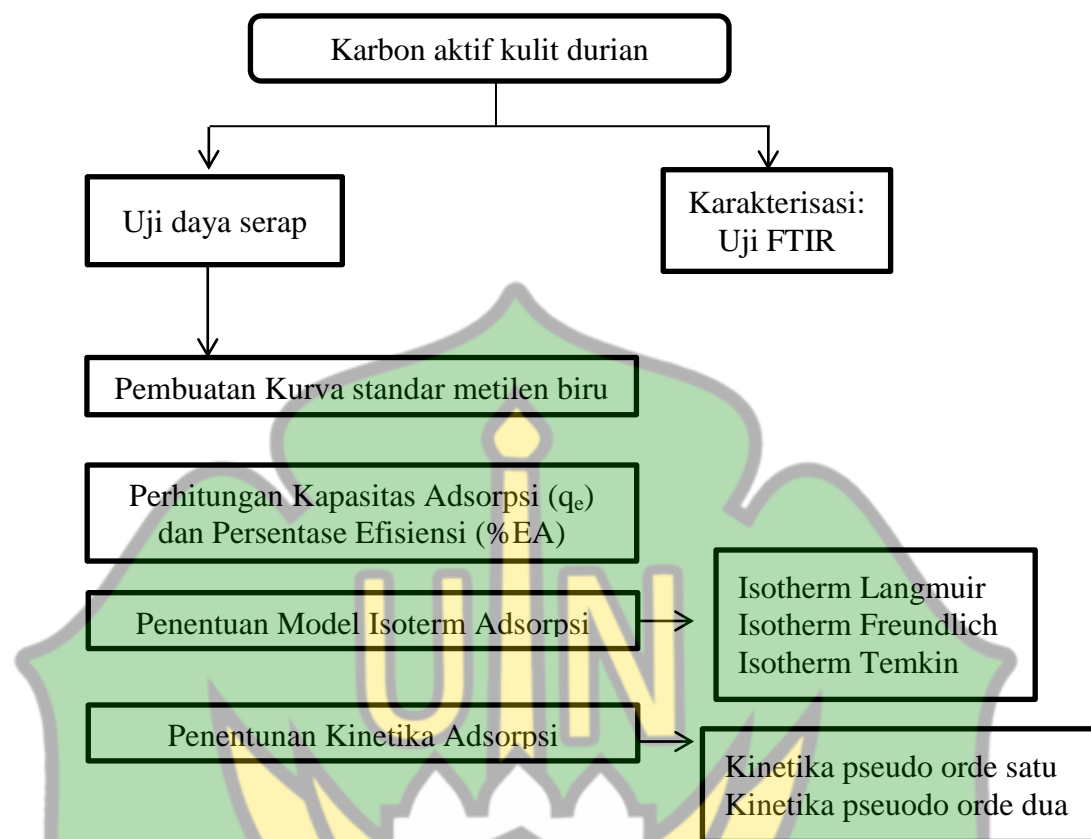 Karbon aktif kulit durian
Uji daya serap
Karakterisasi:
Uji FTIR
Pembuatan Kurva standar metilen biru
Perhitungan Kapasitas Adsorpsi (qₑ)
dan Persentase Efisiensi (%EA)
Penentuan Model Isoterm Adsorpsi
Isotherm Langmuir
Isotherm Freundlich
Isotherm Temkin
Penentunan Kinetika Adsorpsi
Kinetika pseudo orde satu
Kinetika pseuodo orde dua
UIN